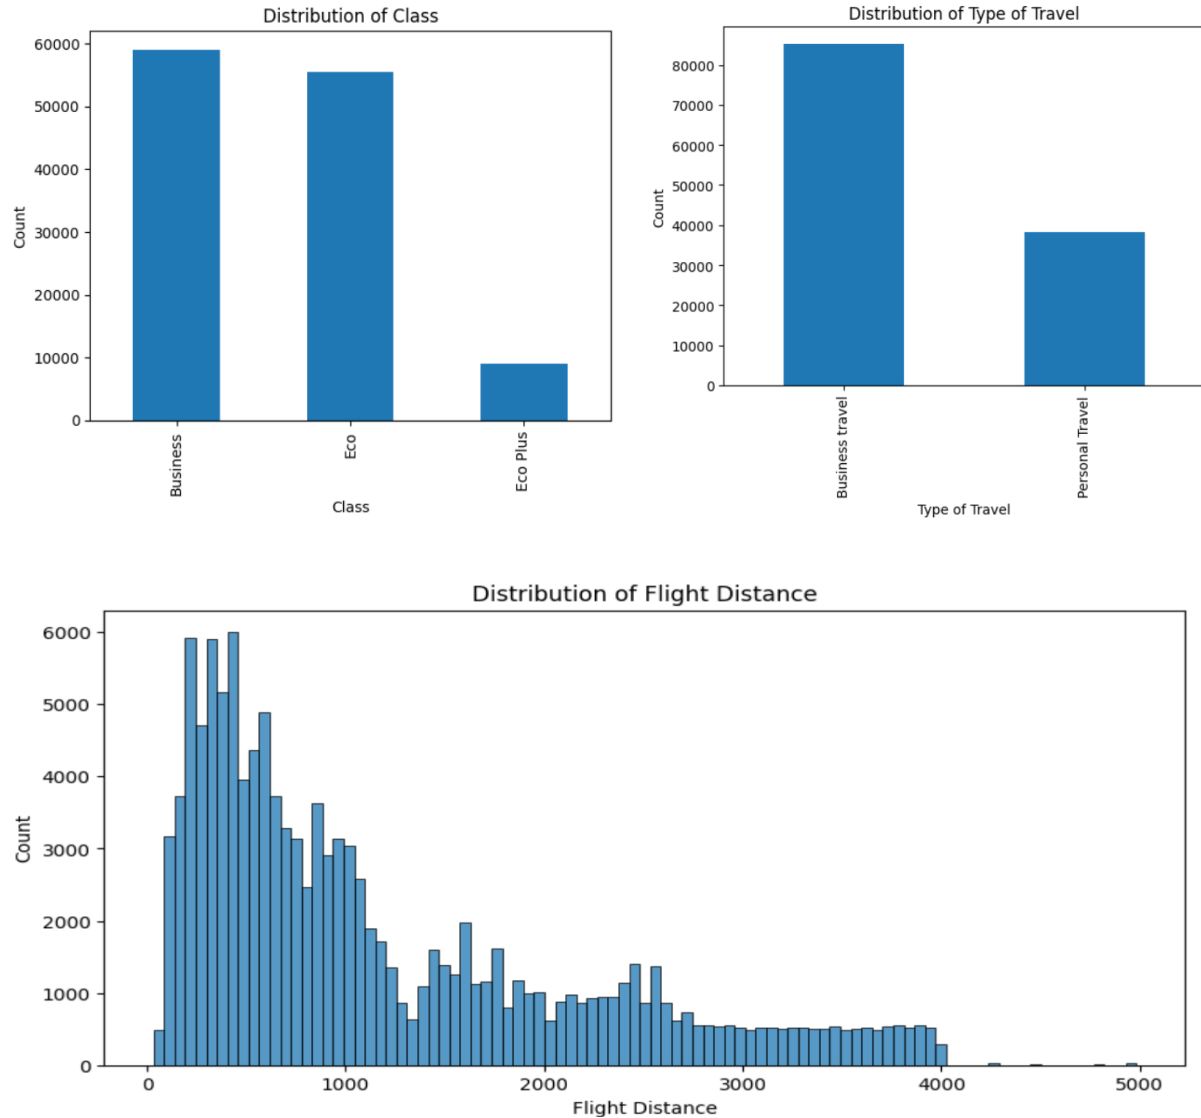 Distribution of Class
60000
50000
40000
30000
20000
10000
0
Count
Business
Eco
Eco Plus
Class
Distribution of Type of Travel
80000
70000
60000
50000
40000
30000
20000
10000
0
Count
Business travel
Personal Travel
Type of Travel
Distribution of Flight Distance
6000
5000
4000
3000
2000
1000
0
Count
0 1000 2000 3000 4000 5000
Flight Distance